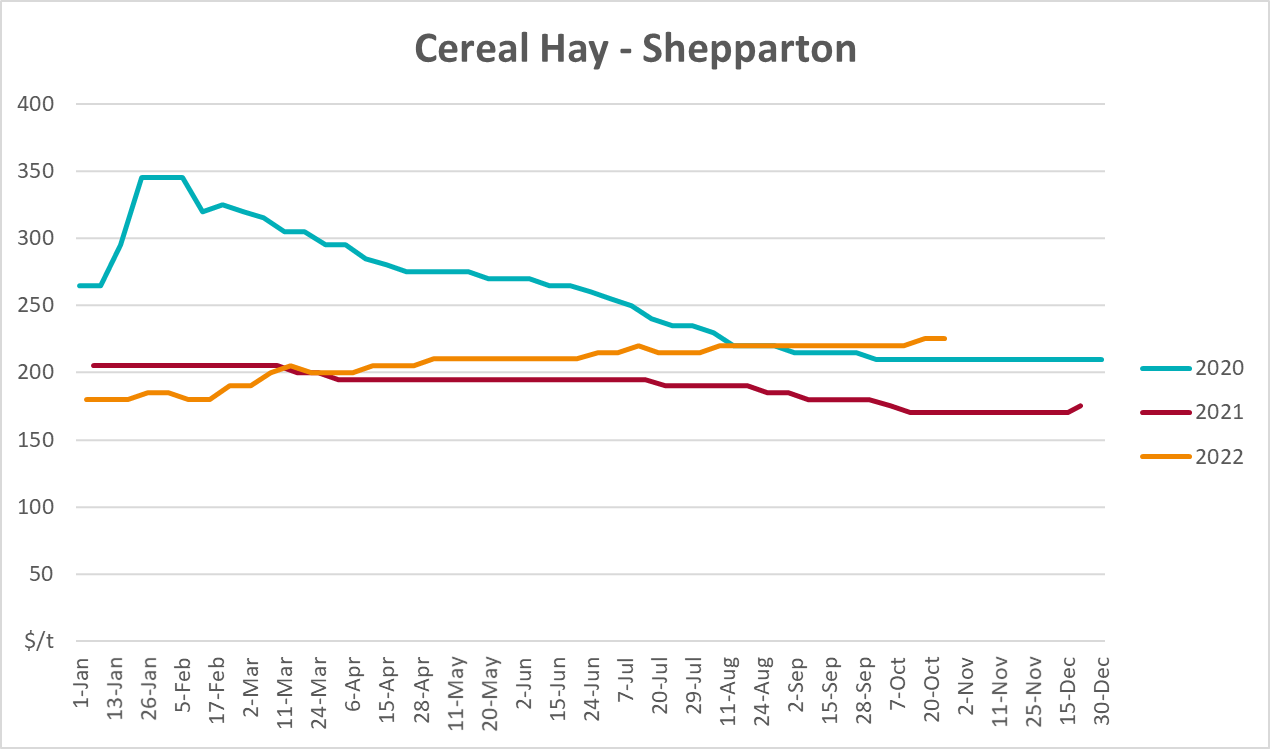 Cereal Hay - Shepparton
400
350
300
250
200
150
100
50
$/t
1-Jan
13-Jan
26-Jan
5-Feb
17-Feb
2-Mar
11-Mar
24-Mar
6-Apr
15-Apr
28-Apr
11-May
20-May
2-Jun
15-Jun
24-Jun
7-Jul
20-Jul
29-Jul
11-Aug
24-Aug
2-Sep
15-Sep
28-Sep
7-Oct
20-Oct
2-Nov
11-Nov
25-Nov
15-Dec
30-Dec
2020
2021
2022